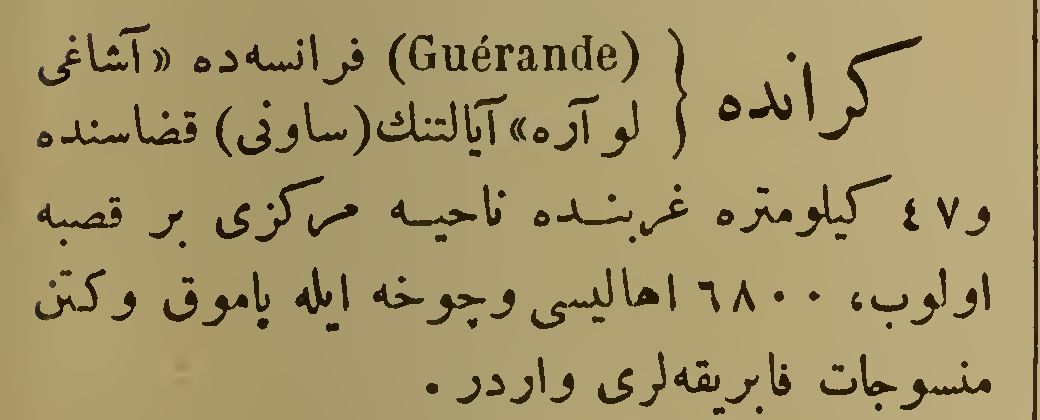 كرانده { (Guérande) فرانسه‌ده «آشاغی
لوآره» آیالتنك (ساونی) قضاسنده
و ٤٧ كیلومتره غربنده ناحیه مركزی بر قصبه
اولوب، ٦٨٠٠ اهالیسی وچوخه ایله پاموق وكتن
منسوجات فابریقه‌لری واردر.